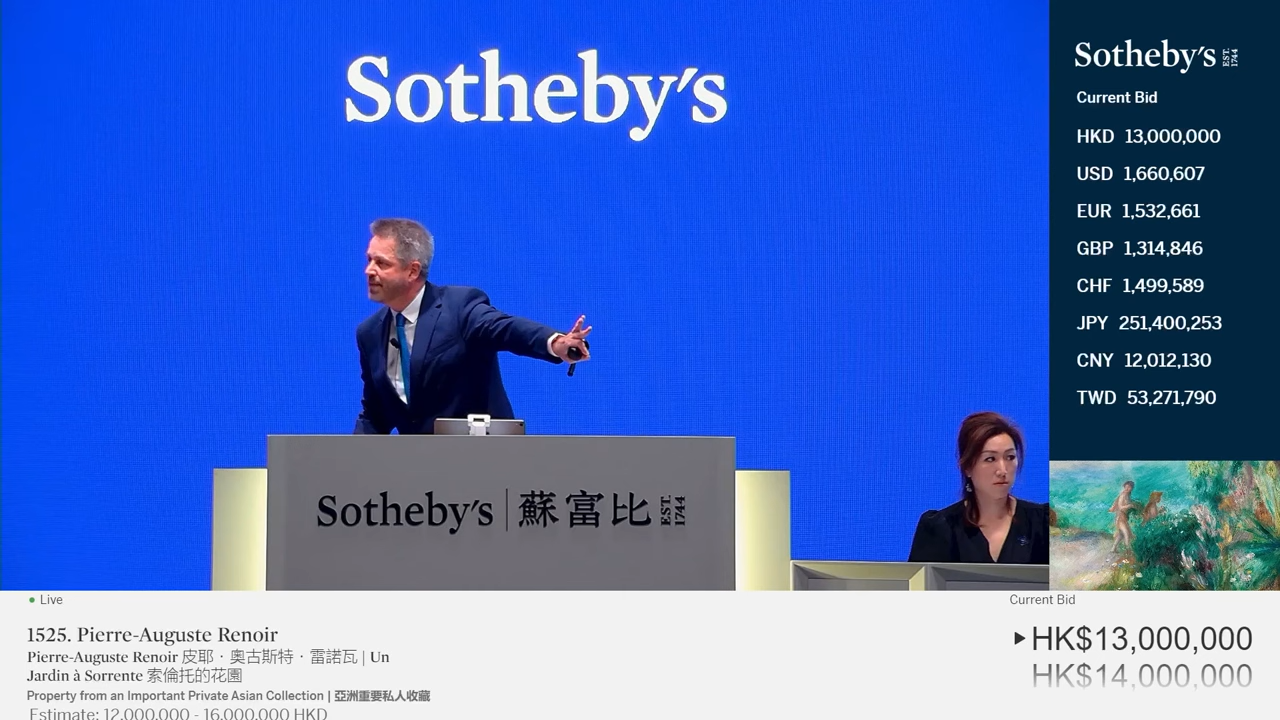 Sotheby's
Sotheby's | 蘇富比 EST. 1744
Sotheby's EST. 1744
Current Bid
HKD 13,000,000
USD 1,660,607
EUR 1,532,661
GBP 1,314,846
CHF 1,499,589
JPY 251,400,253
CNY 12,012,130
TWD 53,271,790
• Live
1525. Pierre-Auguste Renoir
Pierre-Auguste Renoir 皮耶·奧古斯特·雷諾瓦 | Un
Jardin à Sorrente 索倫托的花園
Property from an Important Private Asian Collection | 亞洲重要私人收藏
Estimate: 12,000,000 - 16,000,000 HKD
Current Bid
HK$13,000,000
HK$14,000,000